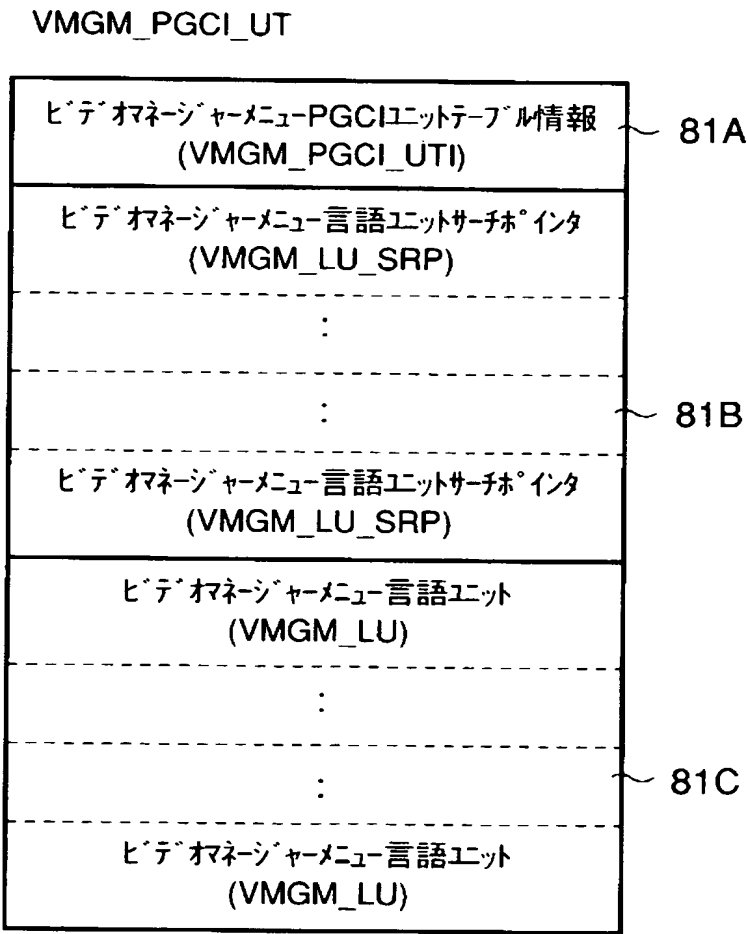 VMGM_PGCI_UT
ビデオマネージャーメニューPGCIユニットテーブル情報
(VMGM_PGCI_UTI)
81A
ビデオマネージャーメニュー言語ユニットサーチポインタ
(VMGM_LU_SRP)
:
:
81B
ビデオマネージャーメニュー言語ユニットサーチポインタ
(VMGM_LU_SRP)
ビデオマネージャーメニュー言語ユニット
(VMGM_LU)
:
:
81C
ビデオマネージャーメニュー言語ユニット
(VMGM_LU)